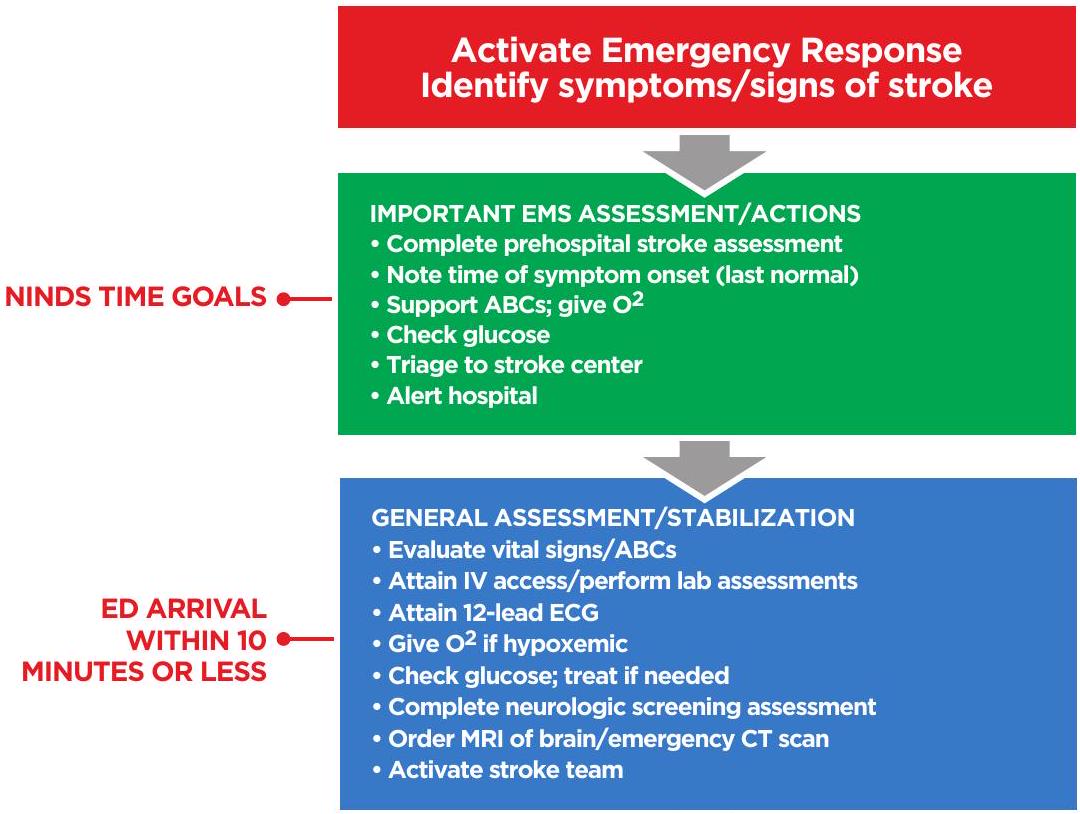 Activate Emergency Response
Identify symptoms/signs of stroke
IMPORTANT EMS ASSESSMENT/ACTIONS
• Complete prehospital stroke assessment
• Note time of symptom onset (last normal)
• Support ABCs; give O²
• Check glucose
• Triage to stroke center
• Alert hospital
NINDS TIME GOALS
GENERAL ASSESSMENT/STABILIZATION
• Evaluate vital signs/ABCs
• Attain IV access/perform lab assessments
• Attain 12-lead ECG
• Give O² if hypoxemic
• Check glucose; treat if needed
• Complete neurologic screening assessment
• Order MRI of brain/emergency CT scan
• Activate stroke team
ED ARRIVAL
WITHIN 10
MINUTES OR LESS